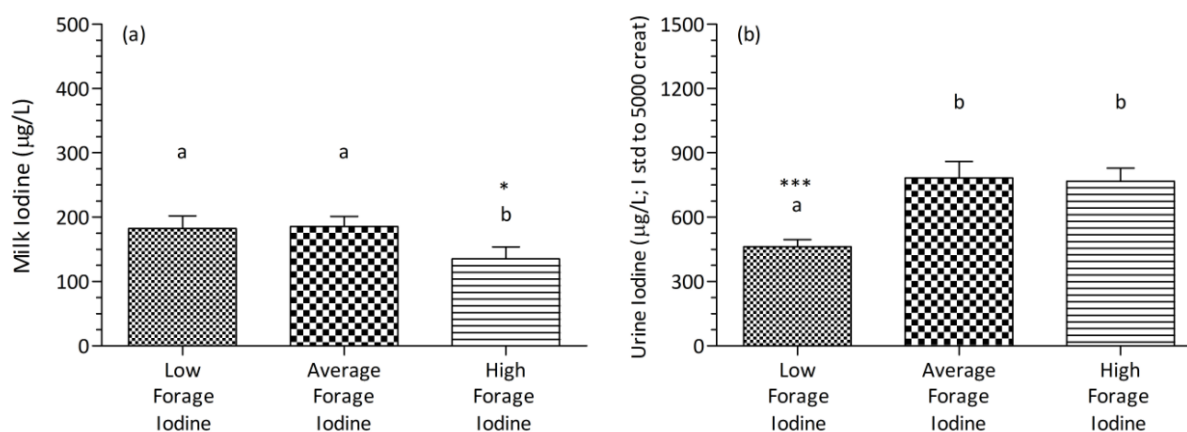 (a)
Milk Iodine (µg/L)
500
400
300
200
100
0
a
a
*
b
Low
Forage
Iodine
Average
Forage
Iodine
High
Forage
Iodine
(b)
Urine Iodine (µg/L; I std to 5000 creat)
1500
1200
900
600
300
0
***
a
b
b
Low
Forage
Iodine
Average
Forage
Iodine
High
Forage
Iodine